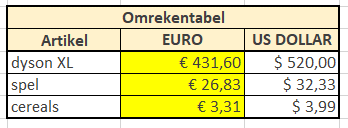 Omrekentabel
Artikel EURO US DOLLAR
dyson XL € 431,60 $ 520,00
spel € 26,83 $ 32,33
cereals € 3,31 $ 3,99